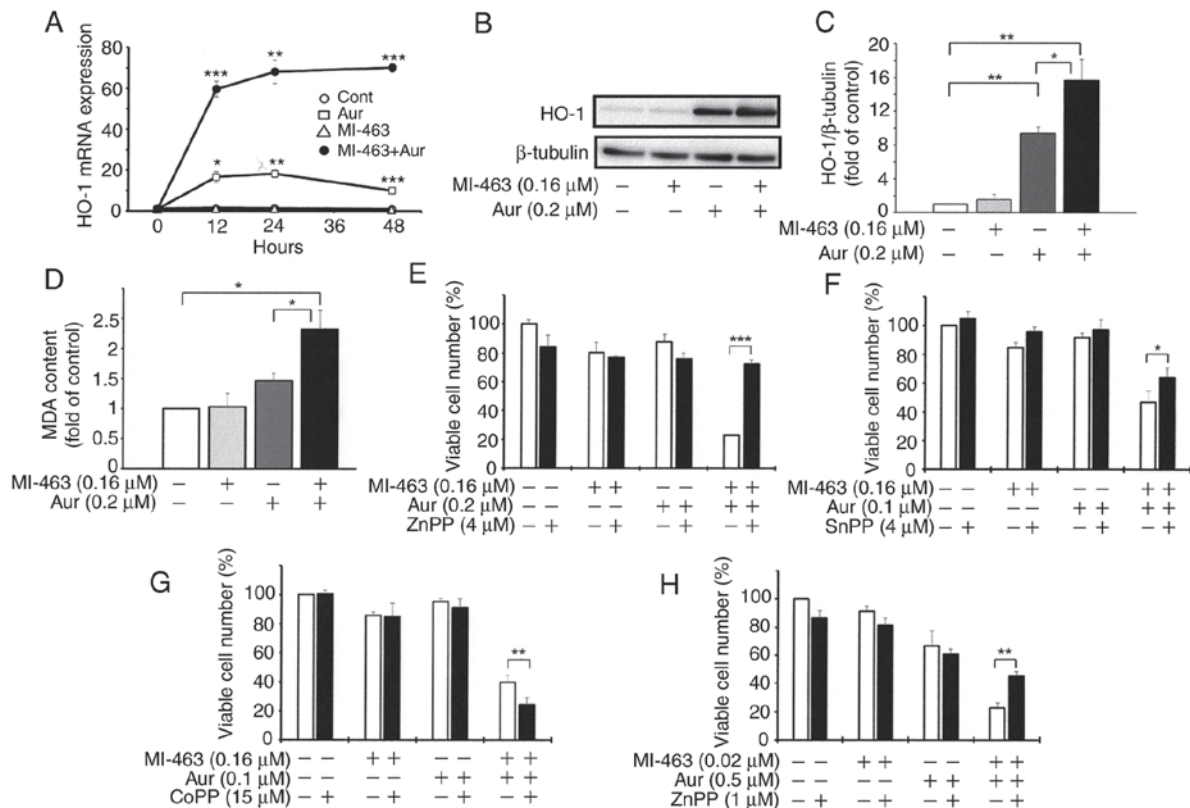 A
HO-1 mRNA expression
80
60
40
20
0
***
**
***
*
**
***
Cont
Aur
MI-463
MI-463+Aur
0 12 24 36 48
Hours
B
HO-1
β-tubulin
MI-463 (0.16 μM) − + − +
Aur (0.2 μM) − − + +
C
HO-1/β-tubulin
(fold of control)
20
16
12
8
4
0
**
**
*
MI-463 (0.16 μM) − + − +
Aur (0.2 μM) − − + +
D
MDA content
(fold of control)
2.5
2
1.5
1
0.5
0
*
*
MI-463 (0.16 μM) − + − +
Aur (0.2 μM) − − + +
E
Viable cell number (%)
100
80
60
40
20
0
***
MI-463 (0.16 μM) − − + + − − + +
Aur (0.2 μM) − − − − + + + +
ZnPP (4 μM) − + − + − + − +
F
Viable cell number (%)
100
80
60
40
20
0
*
MI-463 (0.16 μM) − − + + − − + +
Aur (0.1 μM) − − − − + + + +
SnPP (4 μM) − + − + − + − +
G
Viable cell number (%)
100
80
60
40
20
0
**
MI-463 (0.16 μM) − − + + − − + +
Aur (0.1 μM) − − − − + + + +
CoPP (15 μM) − + − + − + − +
H
Viable cell number (%)
100
80
60
40
20
0
**
MI-463 (0.02 μM) − − + + − − + +
Aur (0.5 μM) − − − − + + + +
ZnPP (1 μM) − + − + − + − +